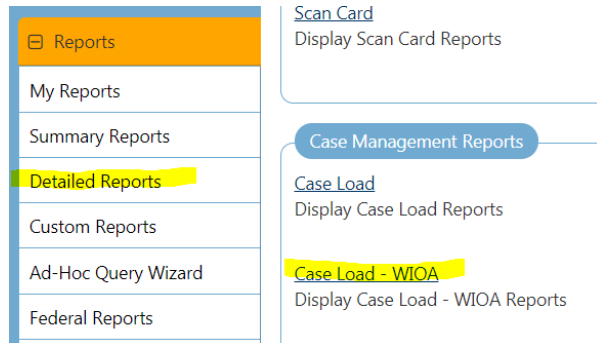 Reports
My Reports
Summary Reports
Detailed Reports
Custom Reports
Ad-Hoc Query Wizard
Federal Reports
Scan Card
Display Scan Card Reports
Case Management Reports
Case Load
Display Case Load Reports
Case Load - WIOA
Display Case Load - WIOA Reports